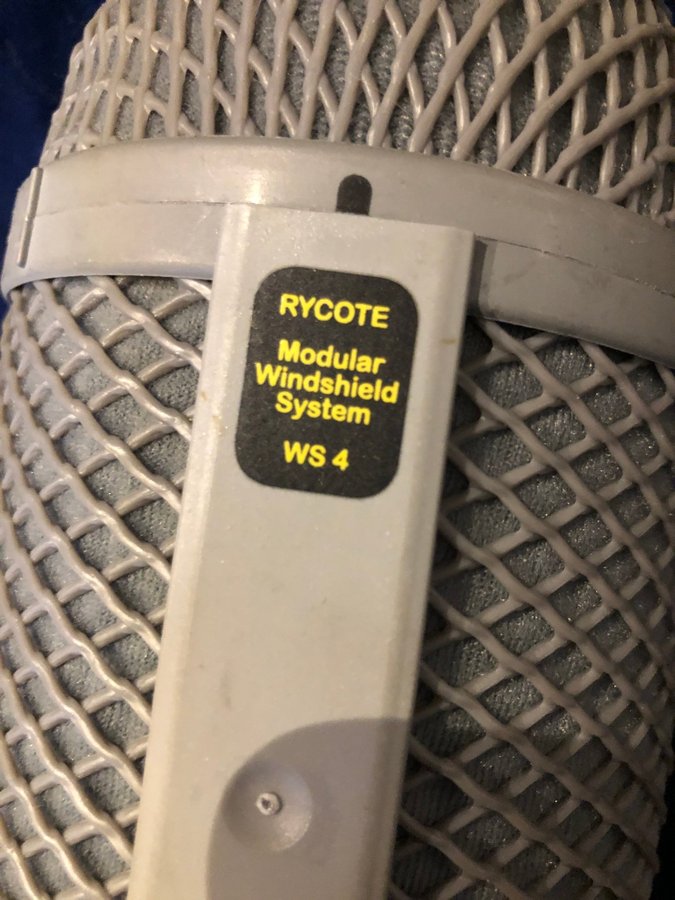 RYCOTE
Modular
Windshield
System
WS 4